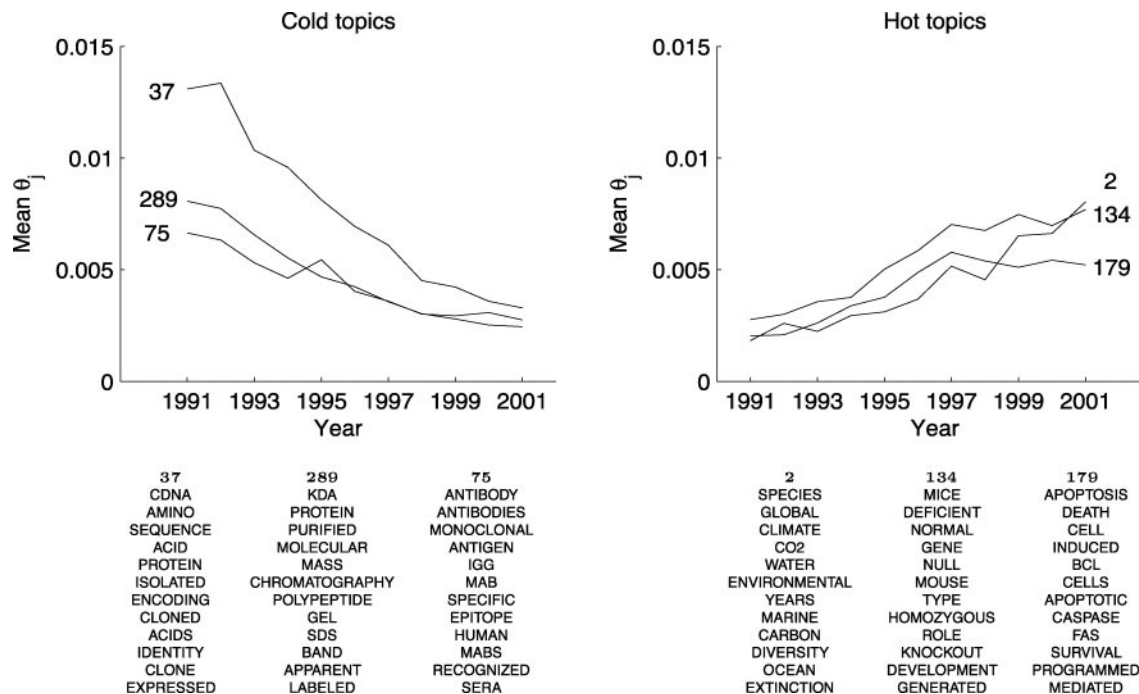 Cold topics
0.015
0.01
0.005
0
Mean θj
37
289
75
1991 1993 1995 1997 1999 2001
Year
Hot topics
0.015
0.01
0.005
0
Mean θj
2
134
179
1991 1993 1995 1997 1999 2001
Year
37 289 75
CDNA KDA ANTIBODY
AMINO PROTEIN ANTIBODIES
SEQUENCE PURIFIED MONOCLONAL
ACID MOLECULAR ANTIGEN
PROTEIN MASS IGG
ISOLATED CHROMATOGRAPHY MAB
ENCODING POLYPEPTIDE SPECIFIC
CLONED GEL EPITOPE
ACIDS SDS HUMAN
IDENTITY BAND MABS
CLONE APPARENT RECOGNIZED
EXPRESSED LABELED SERA
2 134 179
SPECIES MICE APOPTOSIS
GLOBAL DEFICIENT DEATH
CLIMATE NORMAL CELL
CO2 GENE INDUCED
WATER NULL BCL
ENVIRONMENTAL MOUSE CELLS
YEARS TYPE APOPTOTIC
MARINE HOMOZYGOUS CASPASE
CARBON ROLE FAS
DIVERSITY KNOCKOUT SURVIVAL
OCEAN DEVELOPMENT PROGRAMMED
EXTINCTION GENERATED MEDIATED